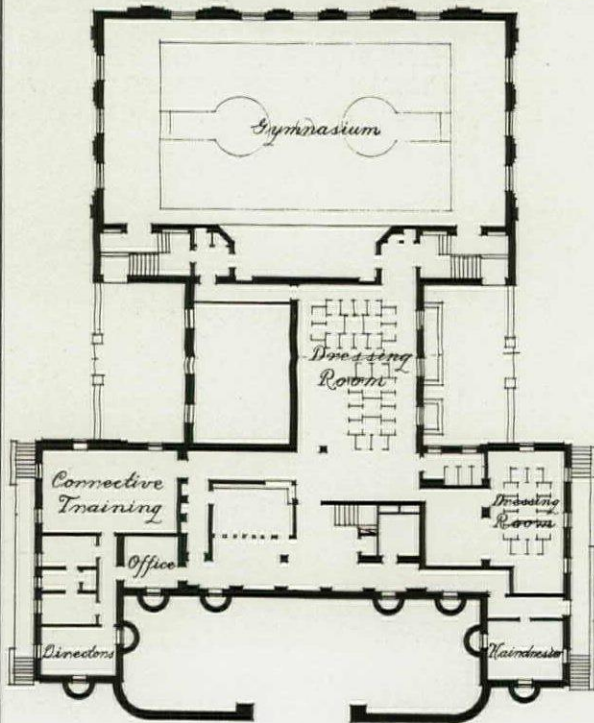 Gymnasium
Dressing
Room
Corrective
Training
Dressing
Room
Office
Directors
Hairdresser